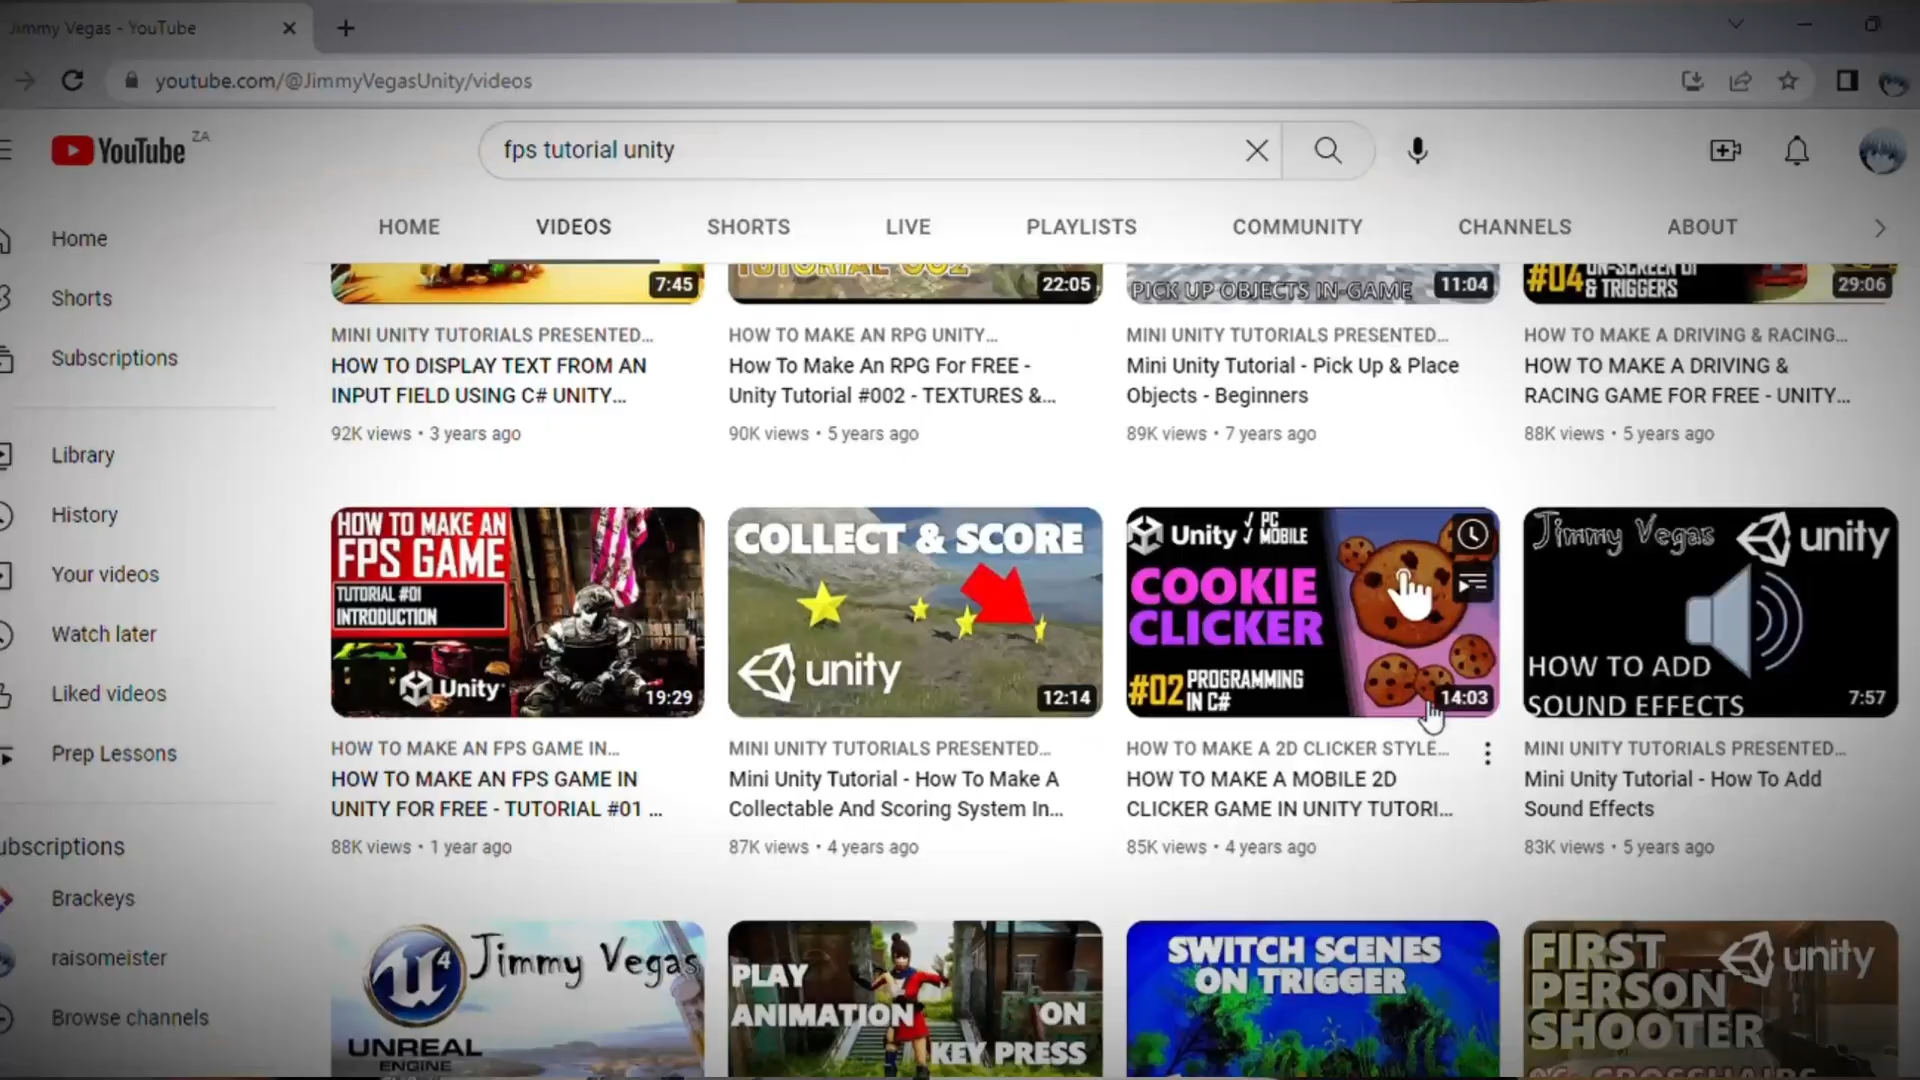 Jimmy Vegas - YouTube
youtube.com/@JimmyVegasUnity/videos
YouTube ZA
fps tutorial unity
HOME VIDEOS SHORTS LIVE PLAYLISTS COMMUNITY CHANNELS ABOUT
Home
Shorts
Subscriptions
Library
History
Your videos
Watch later
Liked videos
Prep Lessons
ubscriptions
Brackeys
raisomeister
Browse channels
7:45
TUTORIAL 002
22:05
PICK UP OBJECTS IN-GAME
11:04
#04 ON-SCREEN UI
& TRIGGERS
29:06
MINI UNITY TUTORIALS PRESENTED...
HOW TO DISPLAY TEXT FROM AN
INPUT FIELD USING C# UNITY...
92K views • 3 years ago
HOW TO MAKE AN RPG UNITY...
How To Make An RPG For FREE -
Unity Tutorial #002 - TEXTURES &...
90K views • 5 years ago
MINI UNITY TUTORIALS PRESENTED...
Mini Unity Tutorial - Pick Up & Place
Objects - Beginners
89K views • 7 years ago
HOW TO MAKE A DRIVING & RACING...
HOW TO MAKE A DRIVING &
RACING GAME FOR FREE - UNITY...
88K views • 5 years ago
HOW TO MAKE AN
FPS GAME
TUTORIAL #01
INTRODUCTION
Unity
19:29
HOW TO MAKE AN FPS GAME IN...
HOW TO MAKE AN FPS GAME IN
UNITY FOR FREE - TUTORIAL #01 ...
88K views • 1 year ago
COLLECT & SCORE
unity
12:14
MINI UNITY TUTORIALS PRESENTED...
Mini Unity Tutorial - How To Make A
Collectable And Scoring System In...
87K views • 4 years ago
Unity √ PC
MOBILE
COOKIE
CLICKER
#02 PROGRAMMING
IN C#
14:03
HOW TO MAKE A 2D CLICKER STYLE...
HOW TO MAKE A MOBILE 2D
CLICKER GAME IN UNITY TUTORI...
85K views • 4 years ago
Jimmy Vegas unity
HOW TO ADD
SOUND EFFECTS
7:57
MINI UNITY TUTORIALS PRESENTED...
Mini Unity Tutorial - How To Add
Sound Effects
83K views • 5 years ago
4 Jimmy Vegas
UNREAL
ENGINE
PLAY
ANIMATION ON
KEY PRESS
SWITCH SCENES
ON TRIGGER
FIRST
PERSON
SHOOTER
unity
CROSSHAIRS